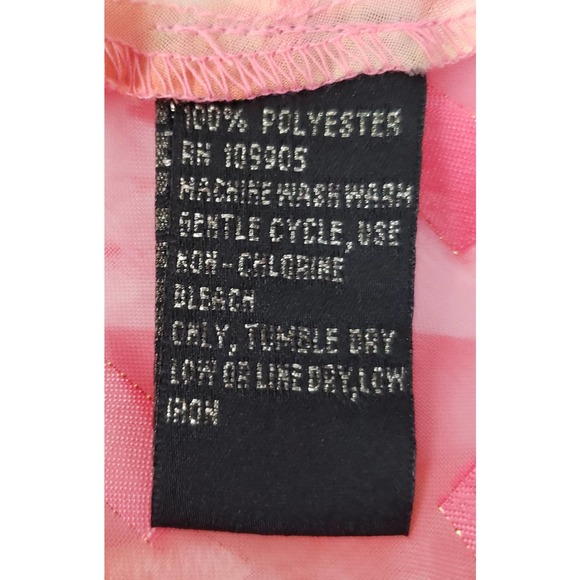 100% POLYESTER
RN 109905
MACHINE WASH WARM
GENTLE CYCLE, USE
NON-CHLORINE
BLEACH
ONLY, TUMBLE DRY
LOW OR LINE DRY, LOW
IRON